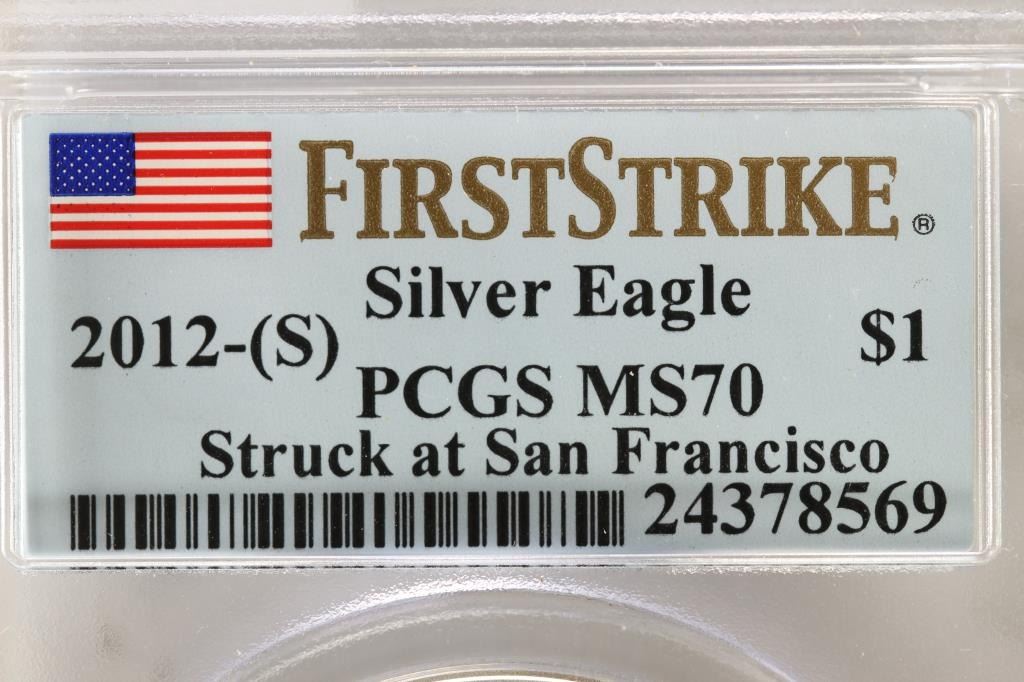 FIRSTSTRIKE®
Silver Eagle
2012-(S) $1
PCGS MS70
Struck at San Francisco
24378569